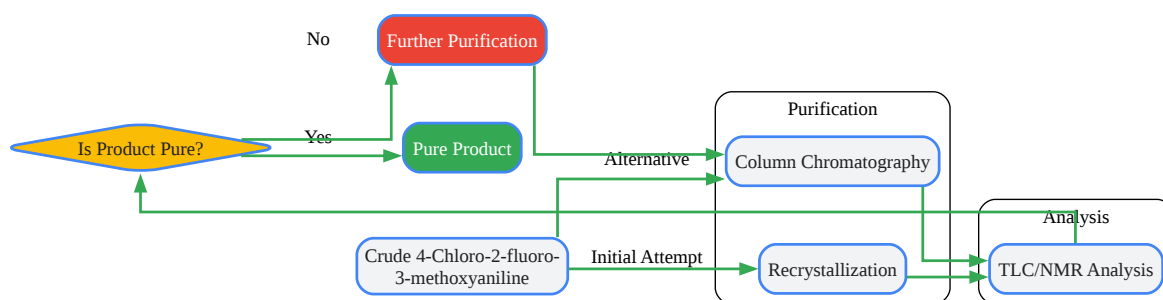 No
Further Purification
Purification
Is Product Pure?
Yes
Pure Product
Alternative
Column Chromatography
Analysis
Crude 4-Chloro-2-fluoro-
3-methoxyaniline
Initial Attempt
Recrystallization
TLC/NMR Analysis